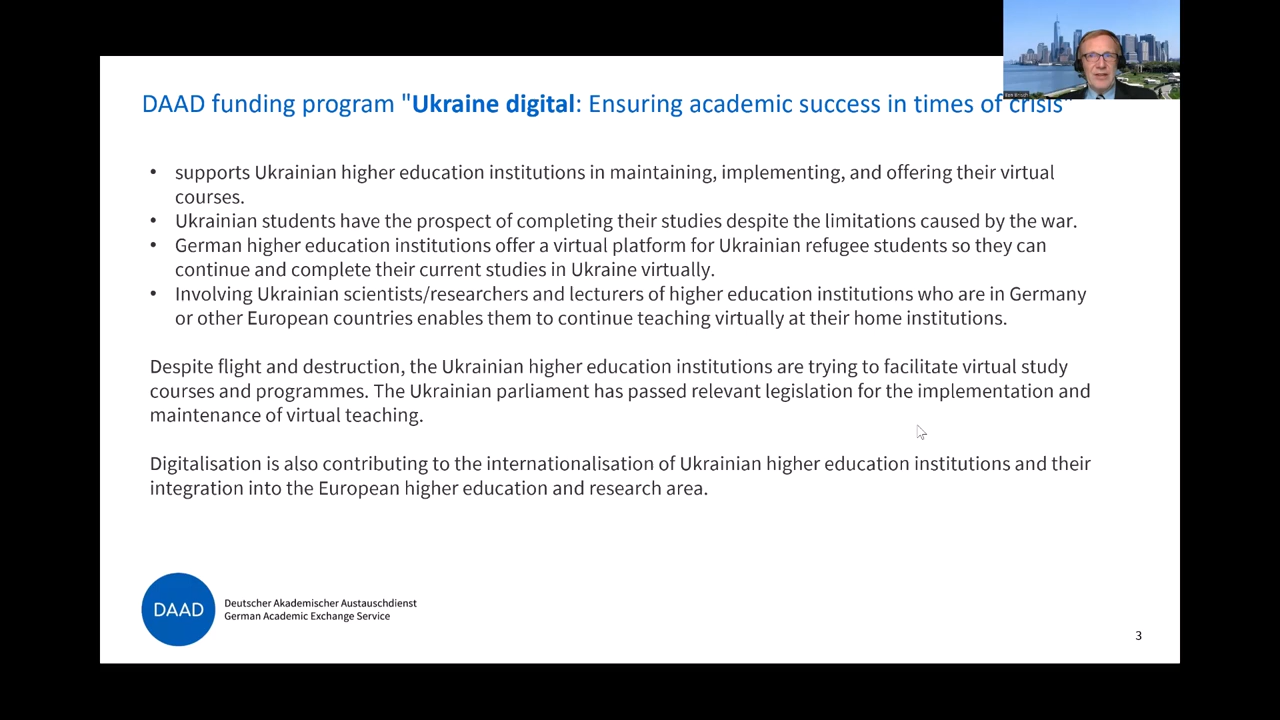 DAAD funding program "Ukraine digital: Ensuring academic success in times of crisis"
• supports Ukrainian higher education institutions in maintaining, implementing, and offering their virtual
courses.
• Ukrainian students have the prospect of completing their studies despite the limitations caused by the war.
• German higher education institutions offer a virtual platform for Ukrainian refugee students so they can
continue and complete their current studies in Ukraine virtually.
• Involving Ukrainian scientists/researchers and lecturers of higher education institutions who are in Germany
or other European countries enables them to continue teaching virtually at their home institutions.
Despite flight and destruction, the Ukrainian higher education institutions are trying to facilitate virtual study
courses and programmes. The Ukrainian parliament has passed relevant legislation for the implementation and
maintenance of virtual teaching.
Digitalisation is also contributing to the internationalisation of Ukrainian higher education institutions and their
integration into the European higher education and research area.
DAAD
Deutscher Akademischer Austauschdienst
German Academic Exchange Service
3